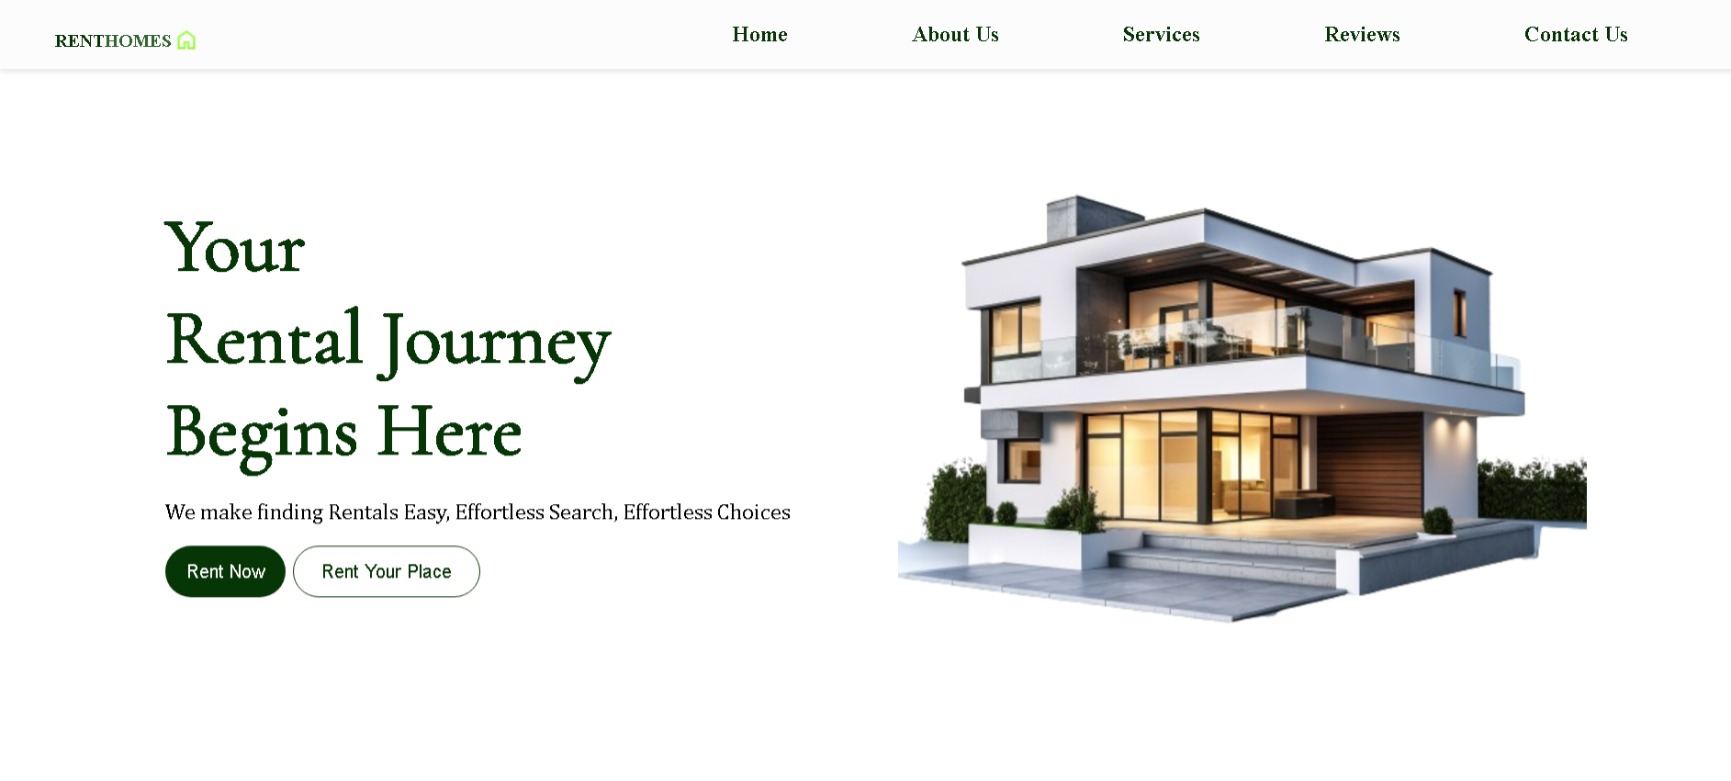 RENTHOMES
Home
About Us
Services
Reviews
Contact Us
Your
Rental Journey
Begins Here
We make finding Rentals Easy, Effortless Search, Effortless Choices
Rent Now
Rent Your Place